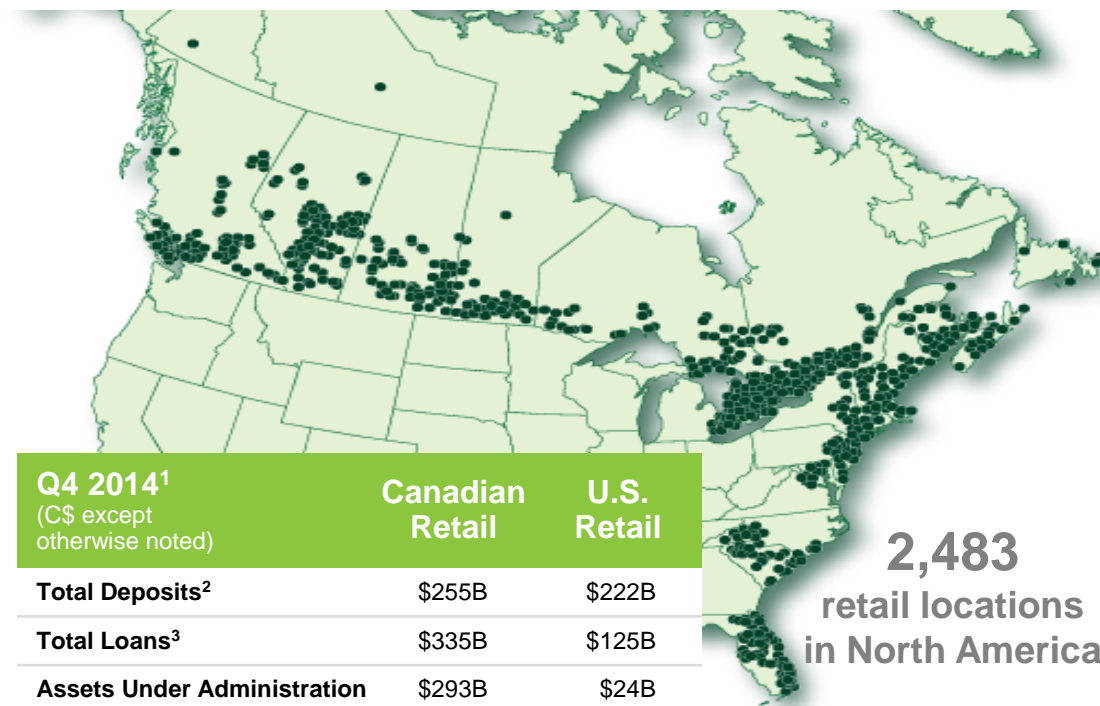 Q4 2014¹
(C$ except
otherwise noted)
Canadian
Retail
U.S.
Retail
Total Deposits² $255B $222B
Total Loans³ $335B $125B
Assets Under Administration $293B $24B
2,483
retail locations
in North America